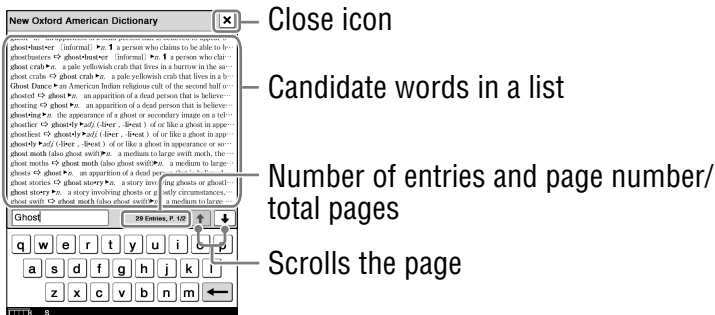 New Oxford American Dictionary
Close icon
ghost•bust•er [informal] ►n. 1 a person who claims to be able to b···
ghostbusters ⇨ ghost•bust•er [informal] ►n. 1 a person who clai···
ghost crab ►n. a pale yellowish crab that lives in a burrow in the sa···
ghost crabs ⇨ ghost crab ►n. a pale yellowish crab that lives in a b···
Ghost Dance ► an American Indian religious cult of the second half o···
ghosted ⇨ ghost ►n. an apparition of a dead person that is believe···
ghosting ⇨ ghost ►n. an apparition of a dead person that is believe···
ghost•ing ►n. the appearance of a ghost or secondary image on a tel···
ghostlier ⇨ ghost•ly ►adj. (-li•er , -li•est ) of or like a ghost in appe···
ghostliest ⇨ ghost•ly ►adj. (-li•er , -li•est ) of or like a ghost in app···
ghost•ly ►adj. (-li•er , -li•est ) of or like a ghost in appearance or so···
ghost moth (also ghost swift) ►n. a medium to large swift moth, the ···
ghost moths ⇨ ghost moth (also ghost swift) ►n. a medium to large···
ghosts ⇨ ghost ►n. an apparition of a dead person that is believed
ghost stories ⇨ ghost sto•ry ►n. a story involving ghosts or ghostl···
ghost sto•ry ►n. a story involving ghosts or ghostly circumstances,···
ghost swift ⇨ ghost moth (also ghost swift) ►n. a medium to large ···
Candidate words in a list
Ghost
29 Entries, P. 1/2
Number of entries and page number/
total pages
Scrolls the page
q w e r t y u i o p
a s d f g h j k l
z x c v b n m
S